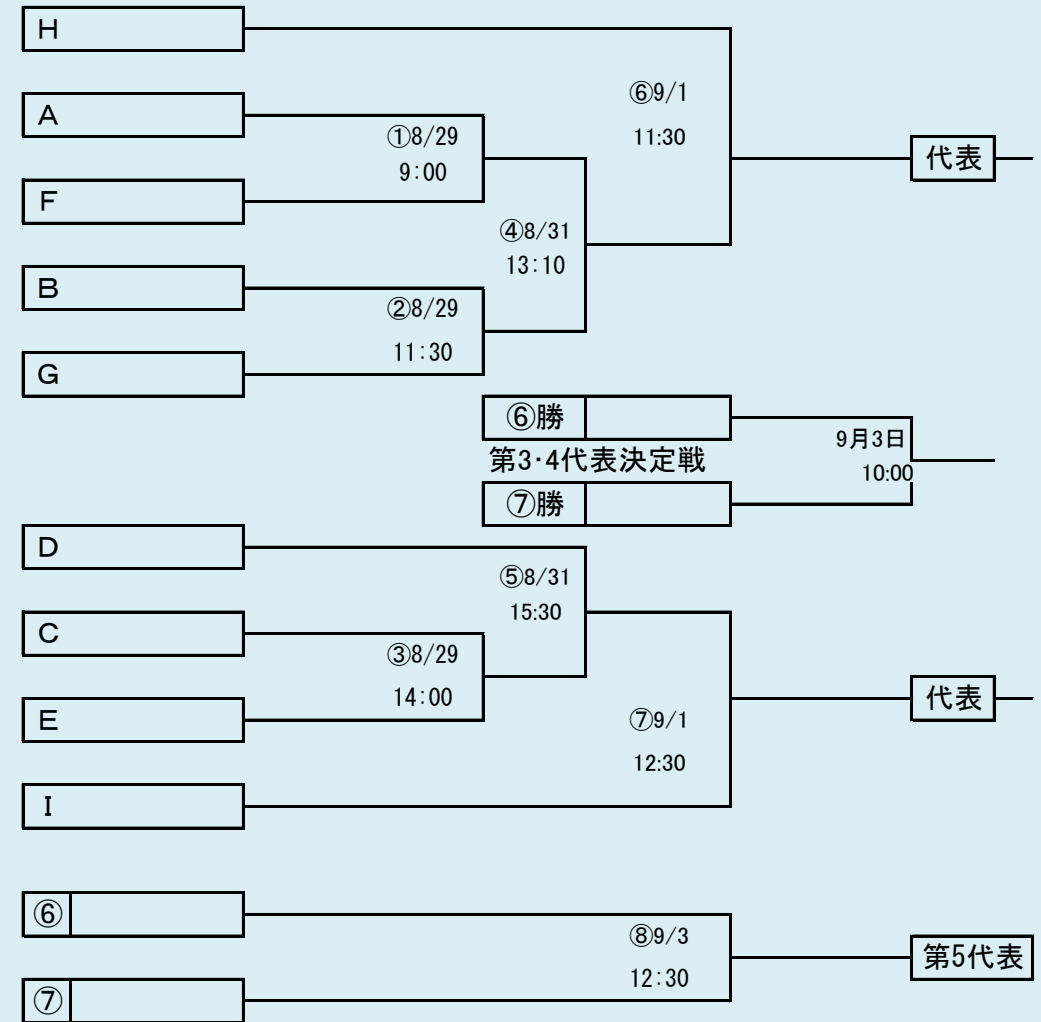 H
⑥9/1
A
①8/29
11:30
代表
9:00
F
④8/31
13:10
B
②8/29
11:30
G
⑥勝
9月3日
第3･4代表決定戦
10:00
⑦勝
D
⑤8/31
15:30
C
③8/29
14:00
代表
E
⑦9/1
12:30
I
⑥
⑧9/3
第5代表
12:30
⑦